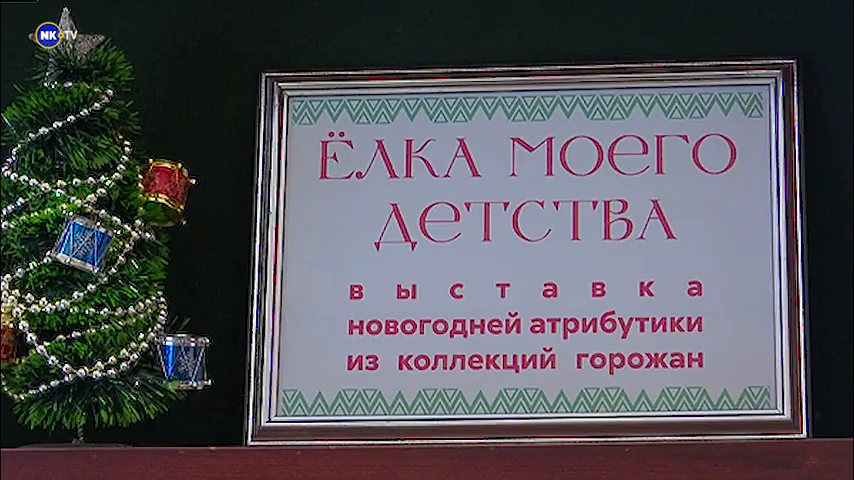 NK TV
ЁЛКА МОЕГО
ДЕТСТВА
выставка
новогодней атрибутики
из коллекций горожан